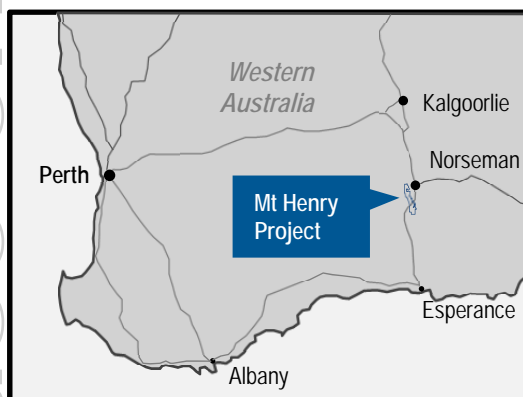 Western
Australia
Kalgoorlie
Norseman
Perth
Mt Henry
Project
Esperance
Albany